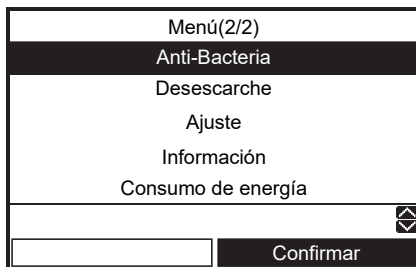 Menú(2/2)
Anti-Bacteria
Desescarche
Ajuste
Información
Consumo de energía
Confirmar